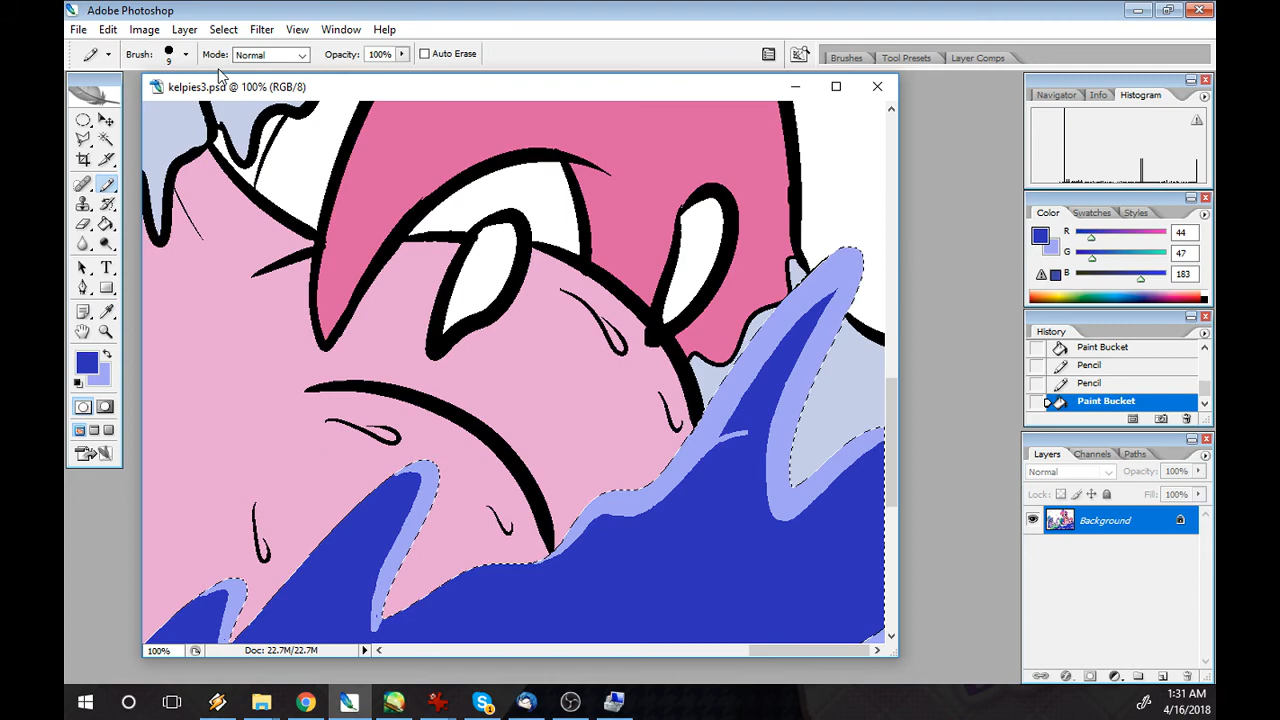 Adobe Photoshop
File Edit Image Layer Select Filter View Window Help
Brush: 9 Mode: Normal Opacity: 100% Auto Erase Brushes Tool Presets Layer Comps
kelpies3.psd @ 100% (RGB/8)
Navigator Info Histogram
Color Swatches Styles
R 44
G 47
B 183
History
Paint Bucket
Pencil
Pencil
Paint Bucket
Layers Channels Paths
Normal Opacity: 100%
Lock: Fill: 100%
Background
100% Doc: 22.7M/22.7M
1:31 AM
4/16/2018